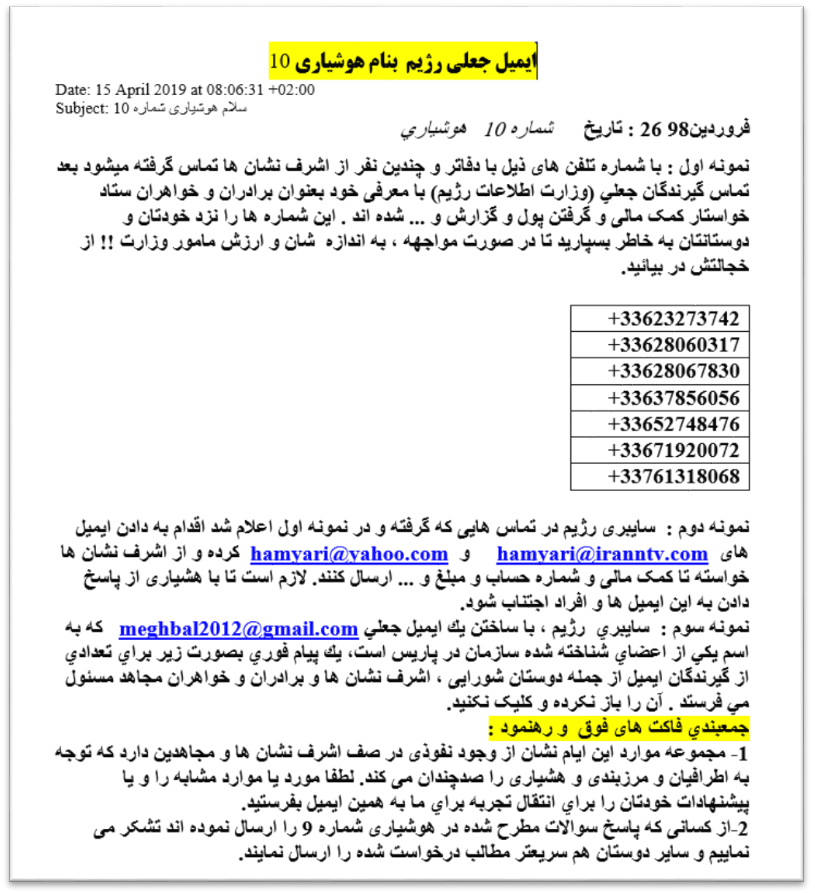 ایمیل جعلی رژیم بنام هوشیاری 10
Date: 15 April 2019 at 08:06:31 +02:00
Subject: سلام هوشیاری شماره 10
فروردین98 26 : تاریخ شماره 10 هوشياري
نمونه اول : با شماره تلفن های ذیل با دفاتر و چندین نفر از اشرف نشان ها تماس گرفته میشود بعد
تماس گیرندگان جعلي (وزارت اطلاعات رژیم) با معرفی خود بعنوان برادران و خواهران ستاد
خواستار کمک مالی و گرفتن پول و گزارش و ... شده اند . این شماره ها را نزد خودتان و
دوستانتان به خاطر بسپارید تا در صورت مواجهه ، به اندازه شان و ارزش مامور وزارت !! از
خجالتش در بیائید.
+33623273742
+33628060317
+33628067830
+33637856056
+33652748476
+33671920072
+33761318068
نمونه دوم : سایبری رژیم در تماس هایی که گرفته و در نمونه اول اعلام شد اقدام به دادن ایمیل
های hamyari@iranntv.com و hamyari@yahoo.com کرده و از اشرف نشان ها
خواسته تا کمک مالی و شماره حساب و مبلغ و ... ارسال کنند. لازم است تا با هشیاری از پاسخ
دادن به این ایمیل ها و افراد اجتناب شود.
نمونه سوم : سايبري رژيم ، با ساختن يك ايميل جعلي meghbal2012@gmail.com که به
اسم يكي از اعضاي شناخته شده سازمان در پاريس است، يك پيام فوري بصورت زير براي تعدادي
از گيرندگان ايميل از جمله دوستان شورایی ، اشرف نشان ها و برادران و خواهران مجاهد مسئول
مي فرستد . آن را باز نكرده و کلیک نکنید.
جمعبندي فاکت های فوق و رهنمود :
1- مجموعه موارد این ایام نشان از وجود نفوذی در صف اشرف نشان ها و مجاهدین دارد که توجه
به اطرافیان و مرزبندی و هشیاری را صدچندان می کند. لطفا مورد یا موارد مشابه را و یا
پیشنهادات خودتان را براي انتقال تجربه براي ما به همین ایمیل بفرستید.
2-از کسانی که پاسخ سوالات مطرح شده در هوشیاری شماره 9 را ارسال نموده اند تشکر می
نماییم و سایر دوستان هم سریعتر مطالب درخواست شده را ارسال نمایند.